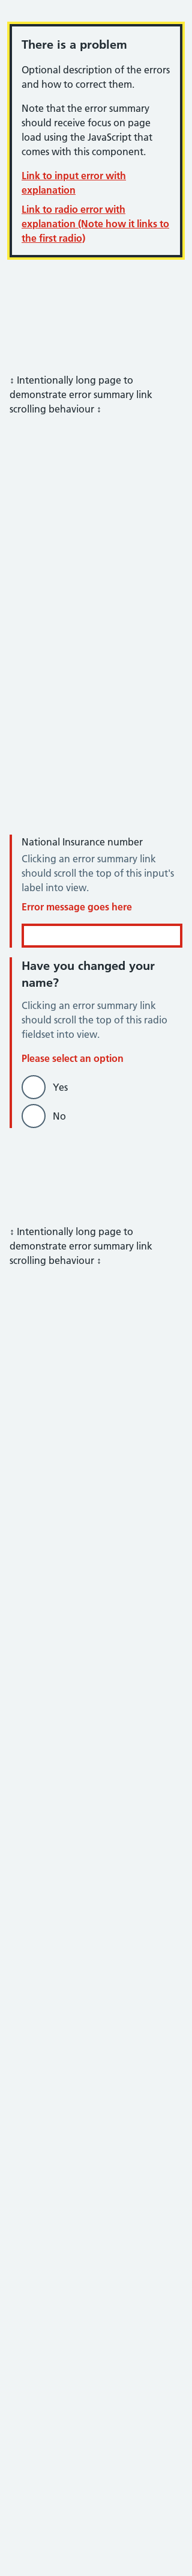 There is a problem
Optional description of the errors
and how to correct them.
Note that the error summary
should receive focus on page
load using the JavaScript that
comes with this component.
Link to input error with
explanation
Link to radio error with
explanation (Note how it links to
the first radio)
↕ Intentionally long page to
demonstrate error summary link
scrolling behaviour ↕
National Insurance number
Clicking an error summary link
should scroll the top of this input's
label into view.
Error message goes here
Have you changed your
name?
Clicking an error summary link
should scroll the top of this radio
fieldset into view.
Please select an option
Yes
No
↕ Intentionally long page to
demonstrate error summary link
scrolling behaviour ↕